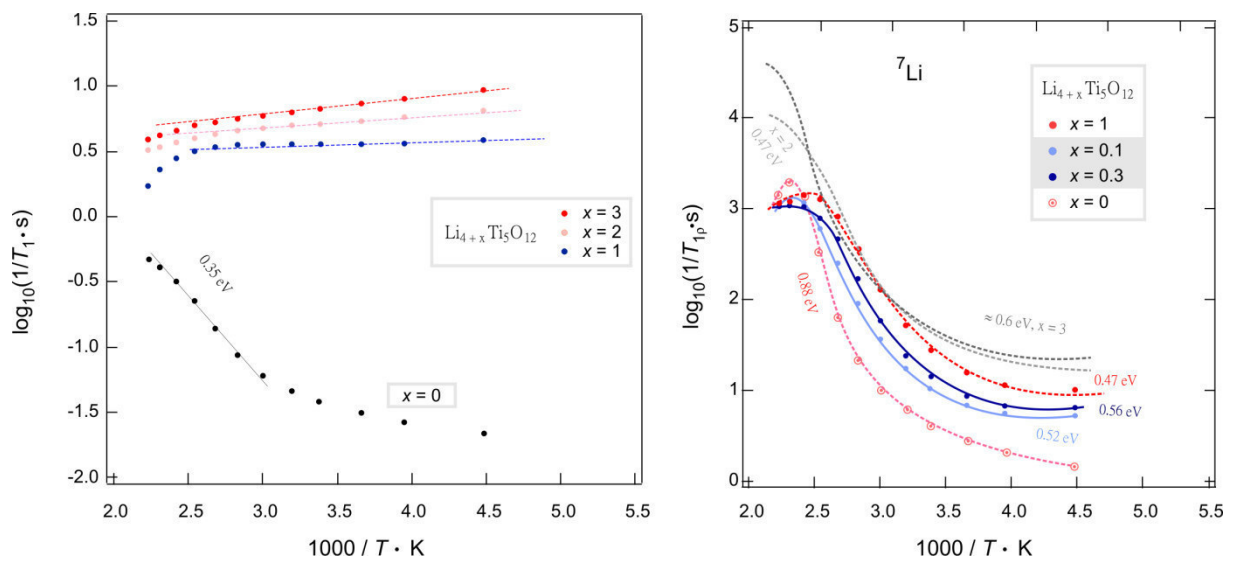 1.5
1.0
0.5
0.0
-0.5
-1.0
-1.5
-2.0
log₁₀(1/T₁· s)
0.35 eV
Li₄₊ₓTi₅O₁₂
x = 3
x = 2
x = 1
x = 0
2.0 2.5 3.0 3.5 4.0 4.5 5.0 5.5
1000 / T · K
5
4
3
2
1
0
log₁₀(1/T₁ρ·s)
⁷Li
Li₄₊ₓTi₅O₁₂
x = 1
x = 0.1
x = 0.3
x = 0
x = 2
0.47 eV
0.88 eV
≈ 0.6 eV, x = 3
0.47 eV
0.56 eV
0.52 eV
2.0 2.5 3.0 3.5 4.0 4.5 5.0 5.5
1000 / T · K